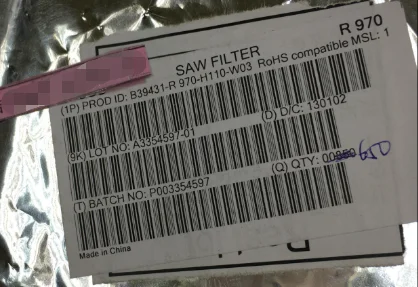 SAW FILTER
R 970
(1P) PROD ID: B39431-R 970-H110-W03 RoHS compatible MSL: 1
(9K) LOT NO: A3354597-01
(D) D/C: 130102
(T) BATCH NO: P003354597
(Q) QTY: 650
Made in China